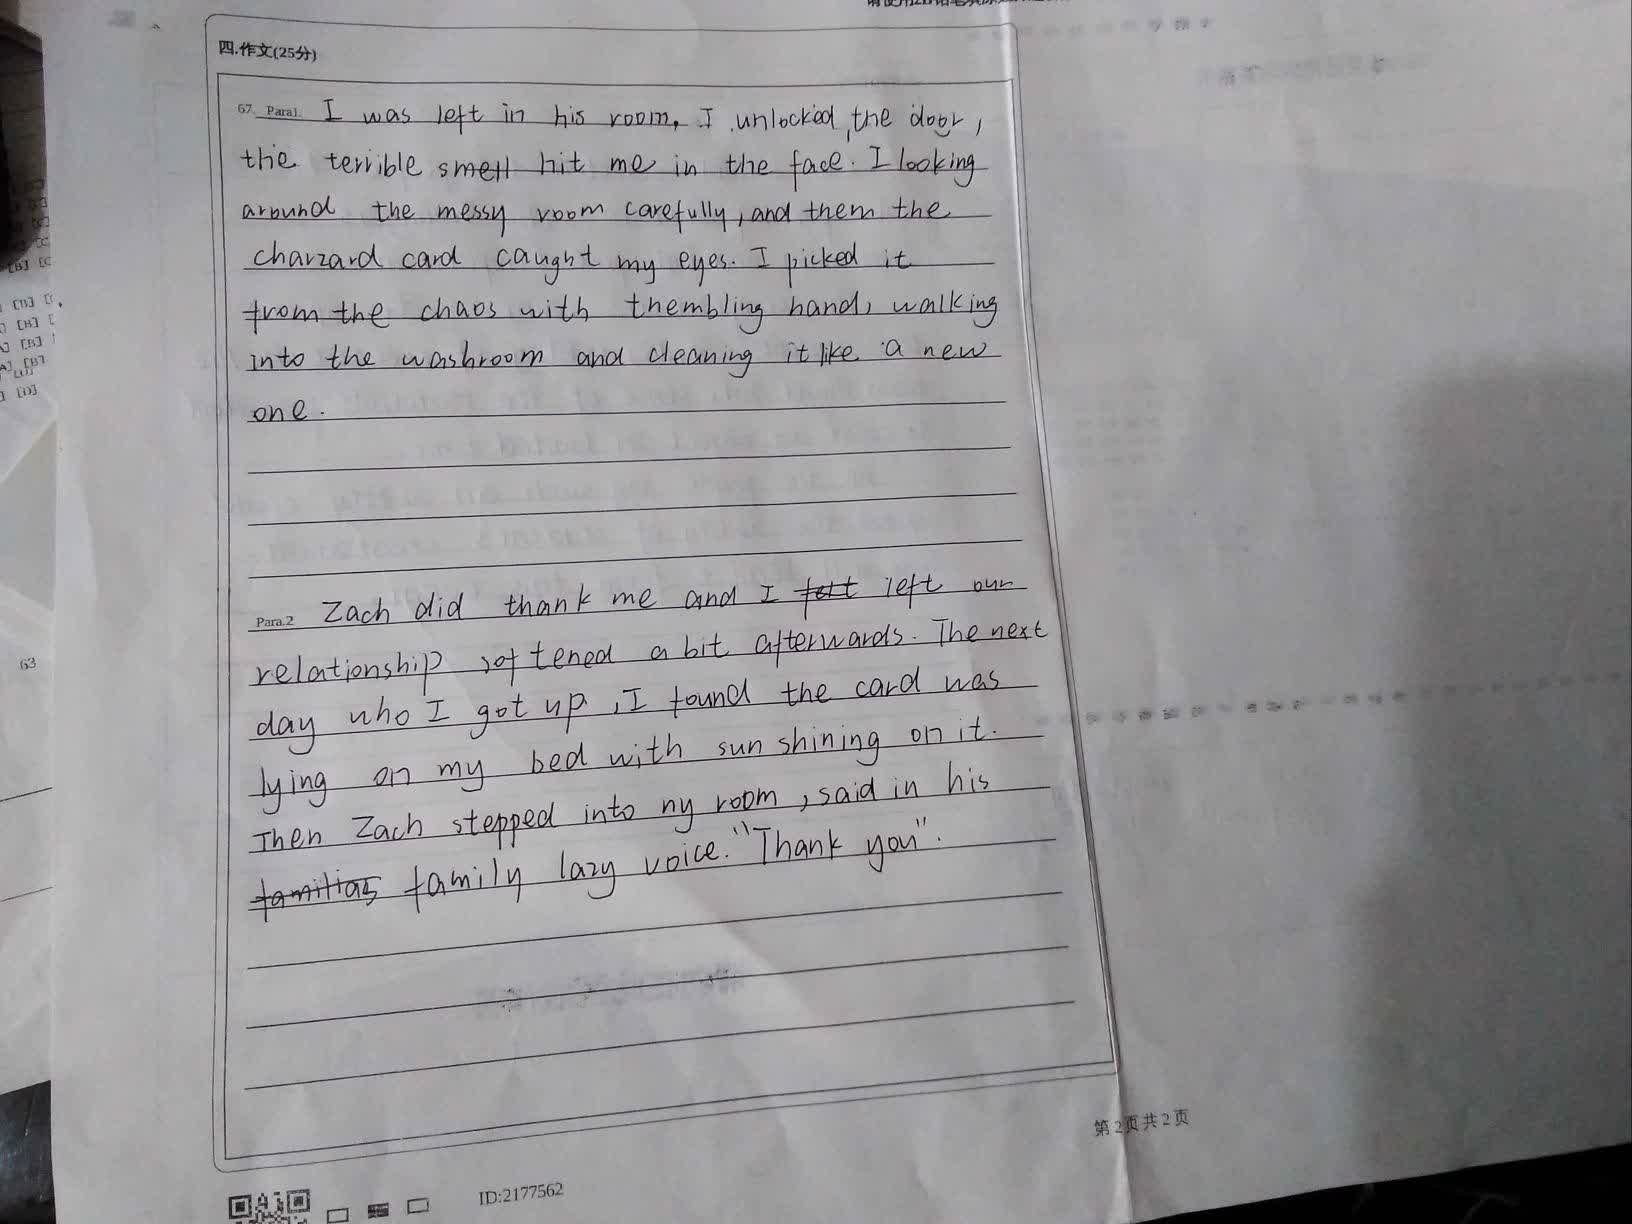 四.作文(25分)
67. Para1. I was left in his room. I unlocked the door,
the terrible smell hit me in the face. I looking
around the messy room carefully, and them the
charzard card caught my eyes. I picked it
from the chaos with thembling hand, walking
into the washroom and cleaning it like a new
one.
Para.2 Zach did thank me and I left our
relationship softened a bit afterwards. The next
day who I got up, I found the card was
lying on my bed with sun shining on it.
Then Zach stepped into my room, said in his
family lazy voice. "Thank you".
第2页共2页
ID:2177562
63